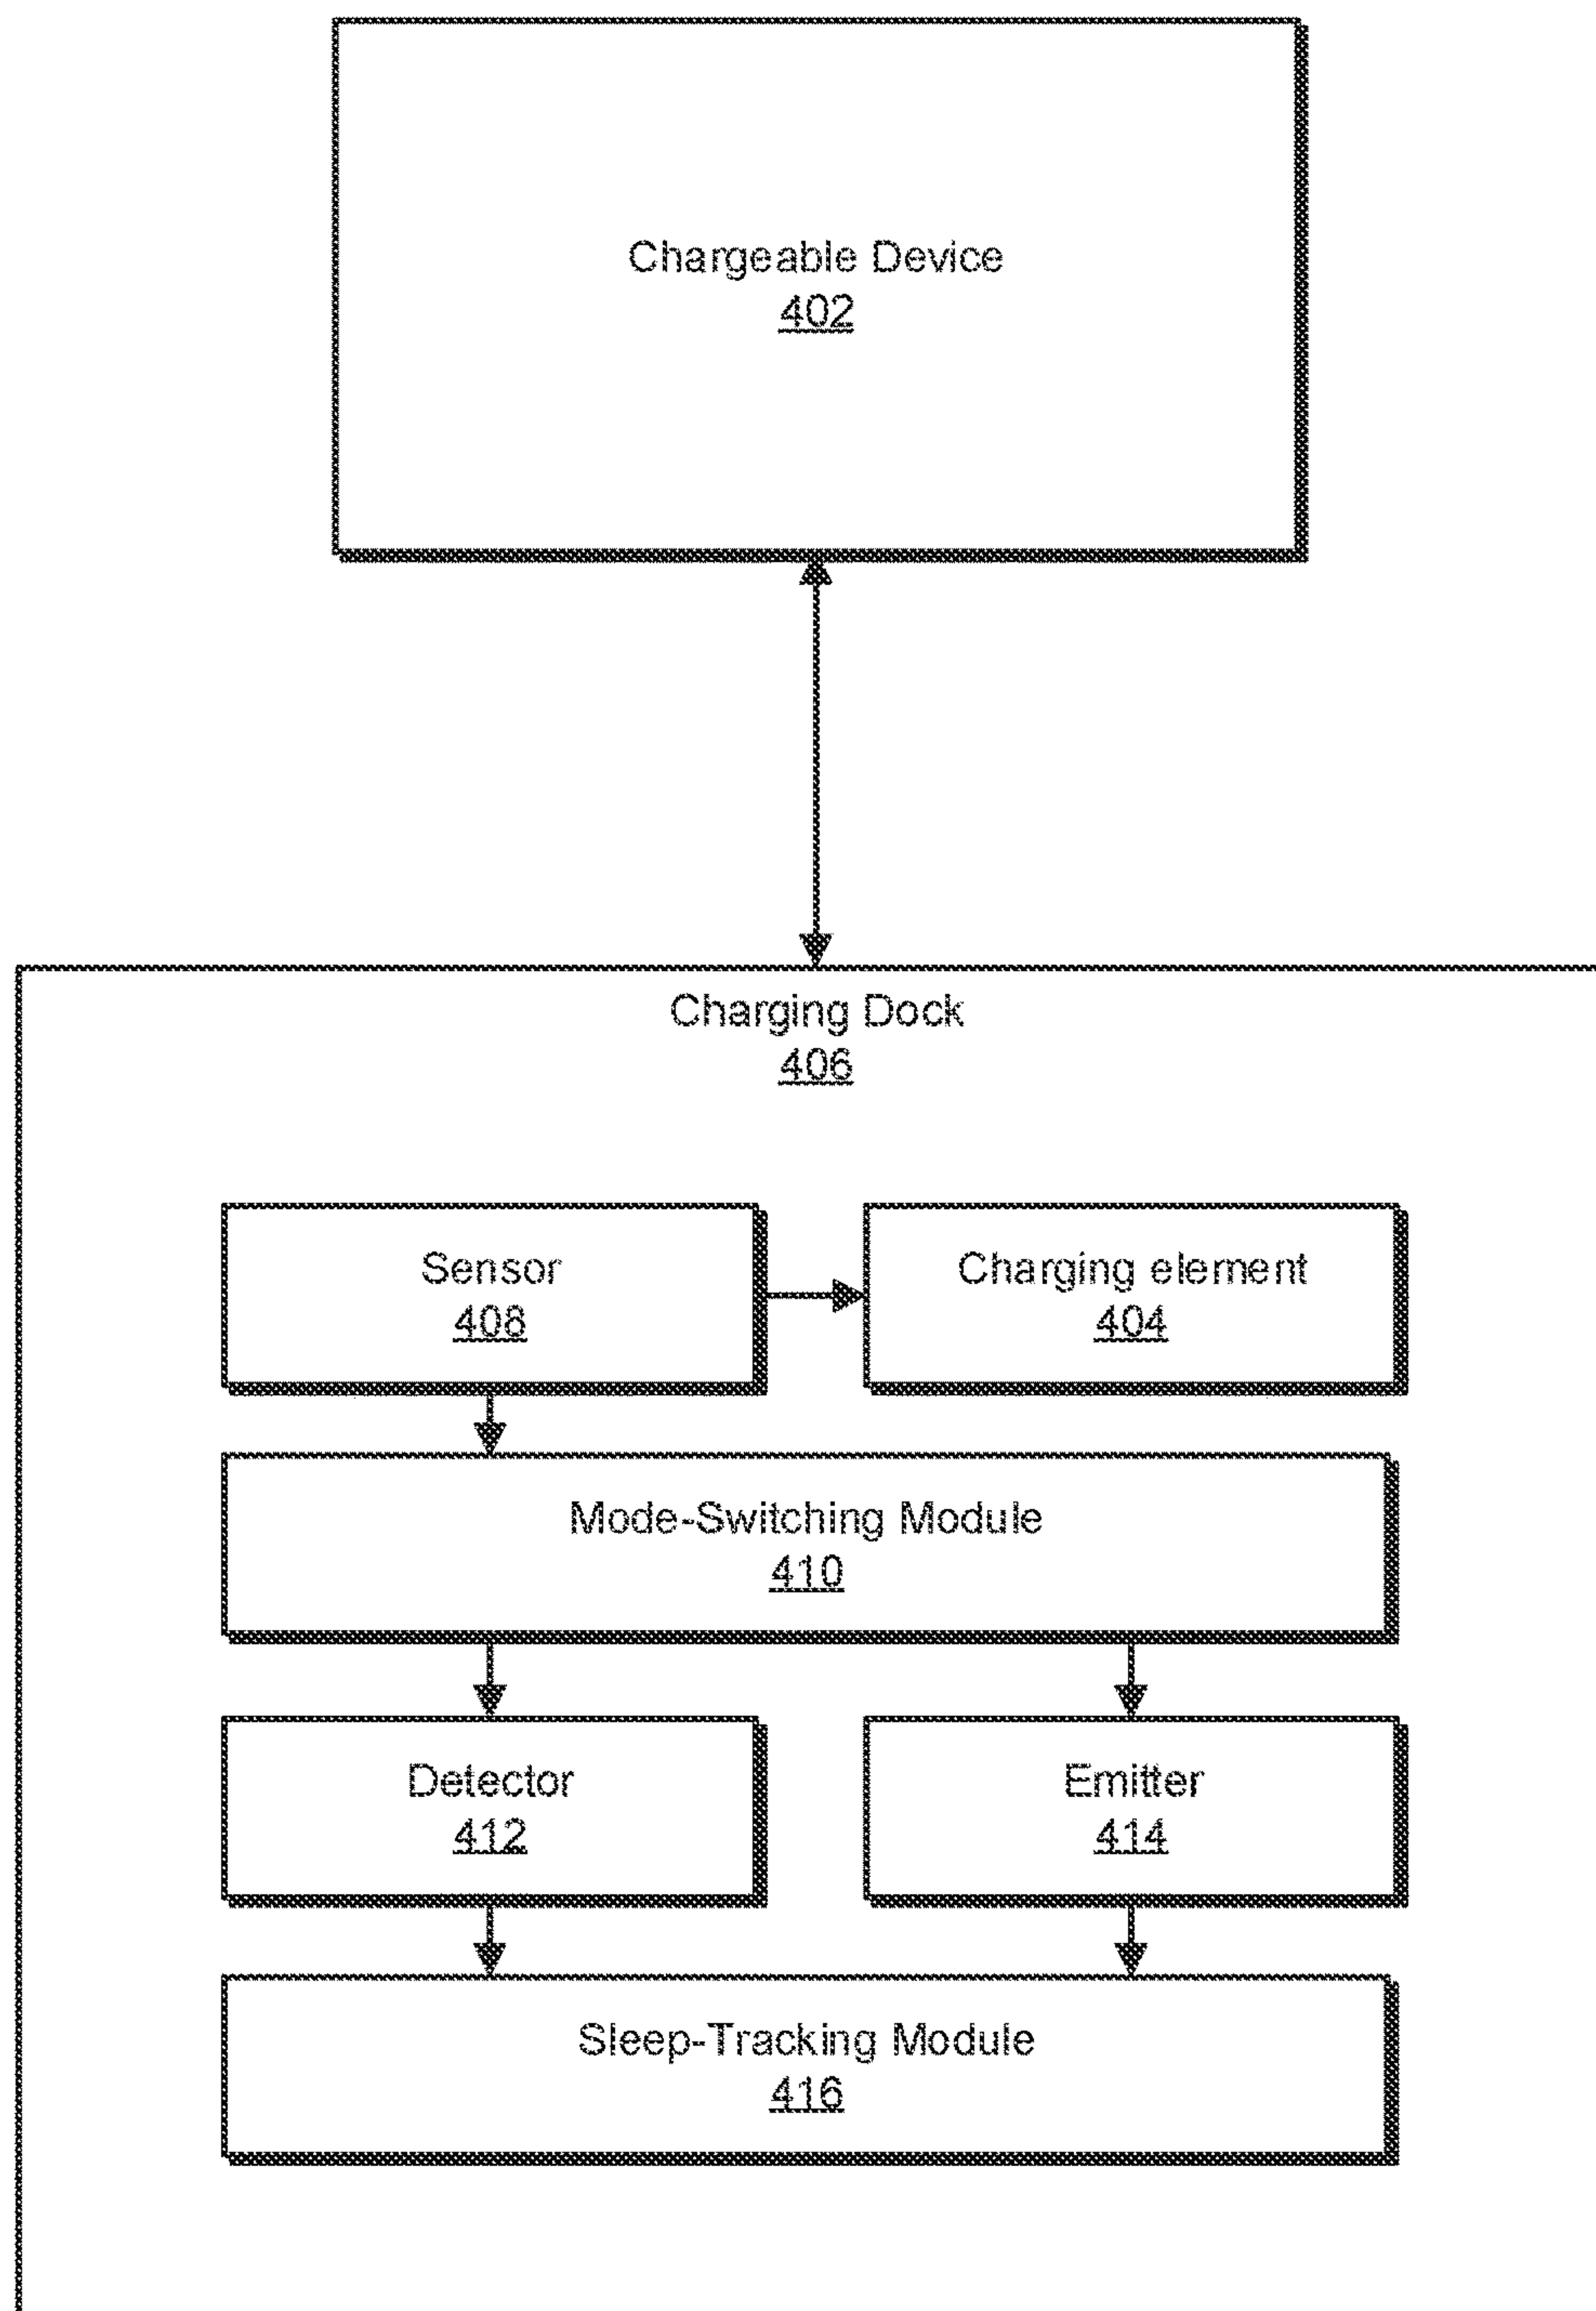 Chargeable Device
402
Charging Dock
406
Sensor
408
Charging element
404
Mode-Switching Module
410
Detector
412
Emitter
414
Sleep-Tracking Module
416